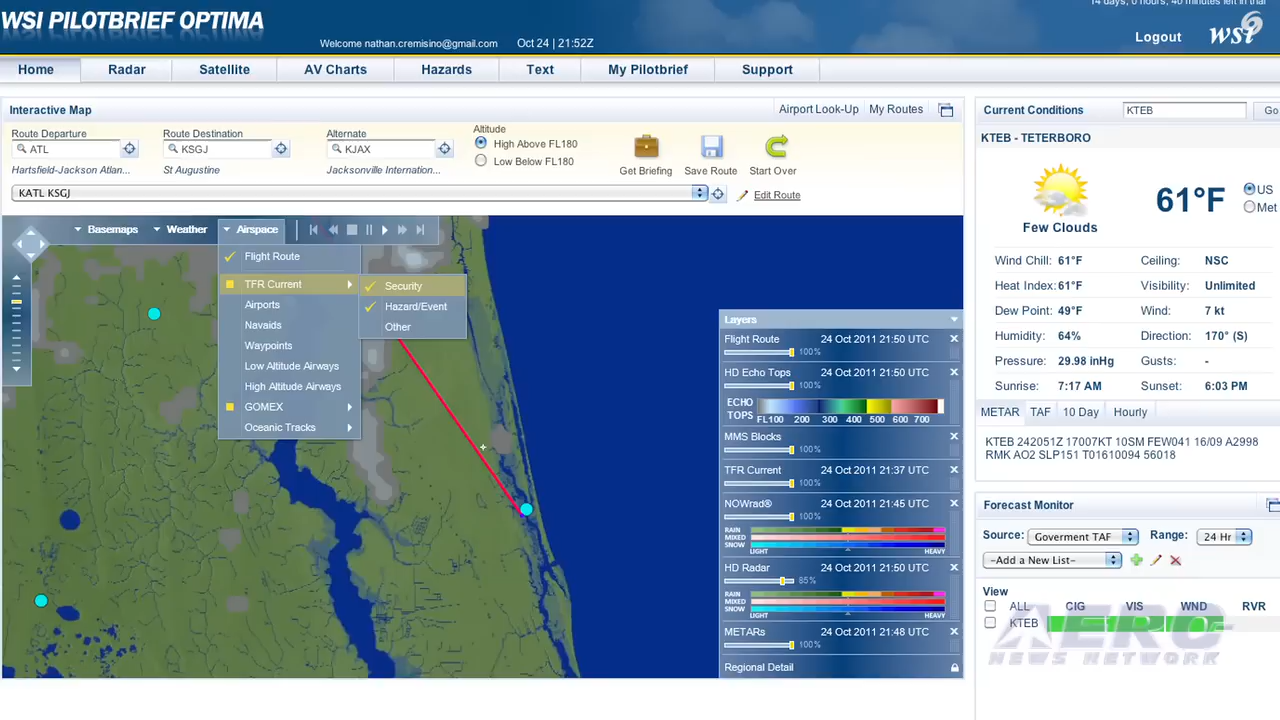 14 days, 0 hours, 40 minutes left in trial
WSI PILOTBRIEF OPTIMA
Welcome nathan.cremisino@gmail.com Oct 24 | 21:52Z
Logout wsi
Home Radar Satellite AV Charts Hazards Text My Pilotbrief Support
Interactive Map Airport Look-Up My Routes
Route Departure Route Destination Alternate Altitude
ATL KSGJ KJAX High Above FL180
Low Below FL180
Hartsfield-Jackson Atlan... St Augustine Jacksonville Internation...
Get Briefing Save Route Start Over
KATL KSGJ Edit Route
Basemaps Weather Airspace
Flight Route
TFR Current
Airports
Navaids
Waypoints
Low Altitude Airways
High Altitude Airways
GOMEX
Oceanic Tracks
Security
Hazard/Event
Other
Layers
Flight Route 24 Oct 2011 21:50 UTC
100%
HD Echo Tops 24 Oct 2011 21:50 UTC
100%
ECHO
TOPS FL100 200 300 400 500 600 700
MMS Blocks
100%
TFR Current 24 Oct 2011 21:37 UTC
100%
NOWrad® 24 Oct 2011 21:45 UTC
100%
RAIN
MIXED
SNOW
LIGHT HEAVY
HD Radar 24 Oct 2011 21:50 UTC
85%
RAIN
MIXED
SNOW
LIGHT HEAVY
METARs 24 Oct 2011 21:48 UTC
100%
Regional Detail
Current Conditions KTEB Go
KTEB - TETERBORO
61°F US
Met
Few Clouds
Wind Chill: 61°F Ceiling: NSC
Heat Index: 61°F Visibility: Unlimited
Dew Point: 49°F Wind: 7 kt
Humidity: 64% Direction: 170° (S)
Pressure: 29.98 inHg Gusts: -
Sunrise: 7:17 AM Sunset: 6:03 PM
METAR TAF 10 Day Hourly
KTEB 242051Z 17007KT 10SM FEW041 16/09 A2998
RMK AO2 SLP151 T01610094 56018
Forecast Monitor
Source: Goverment TAF Range: 24 Hr
-Add a New List-
View
ALL CIG VIS WND RVR
KTEB
AERO
NEWS NETWORK